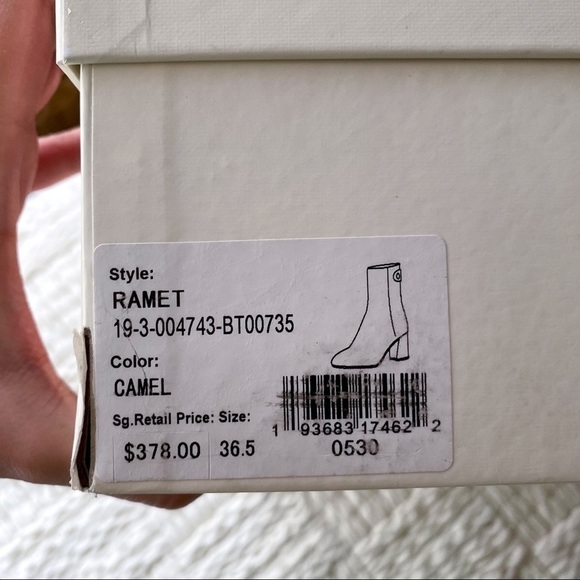 Style:
RAMET
19-3-004743-BT00735
Color:
CAMEL
Sg.Retail Price: Size:
$378.00 36.5
1 93683 17462 2
0530